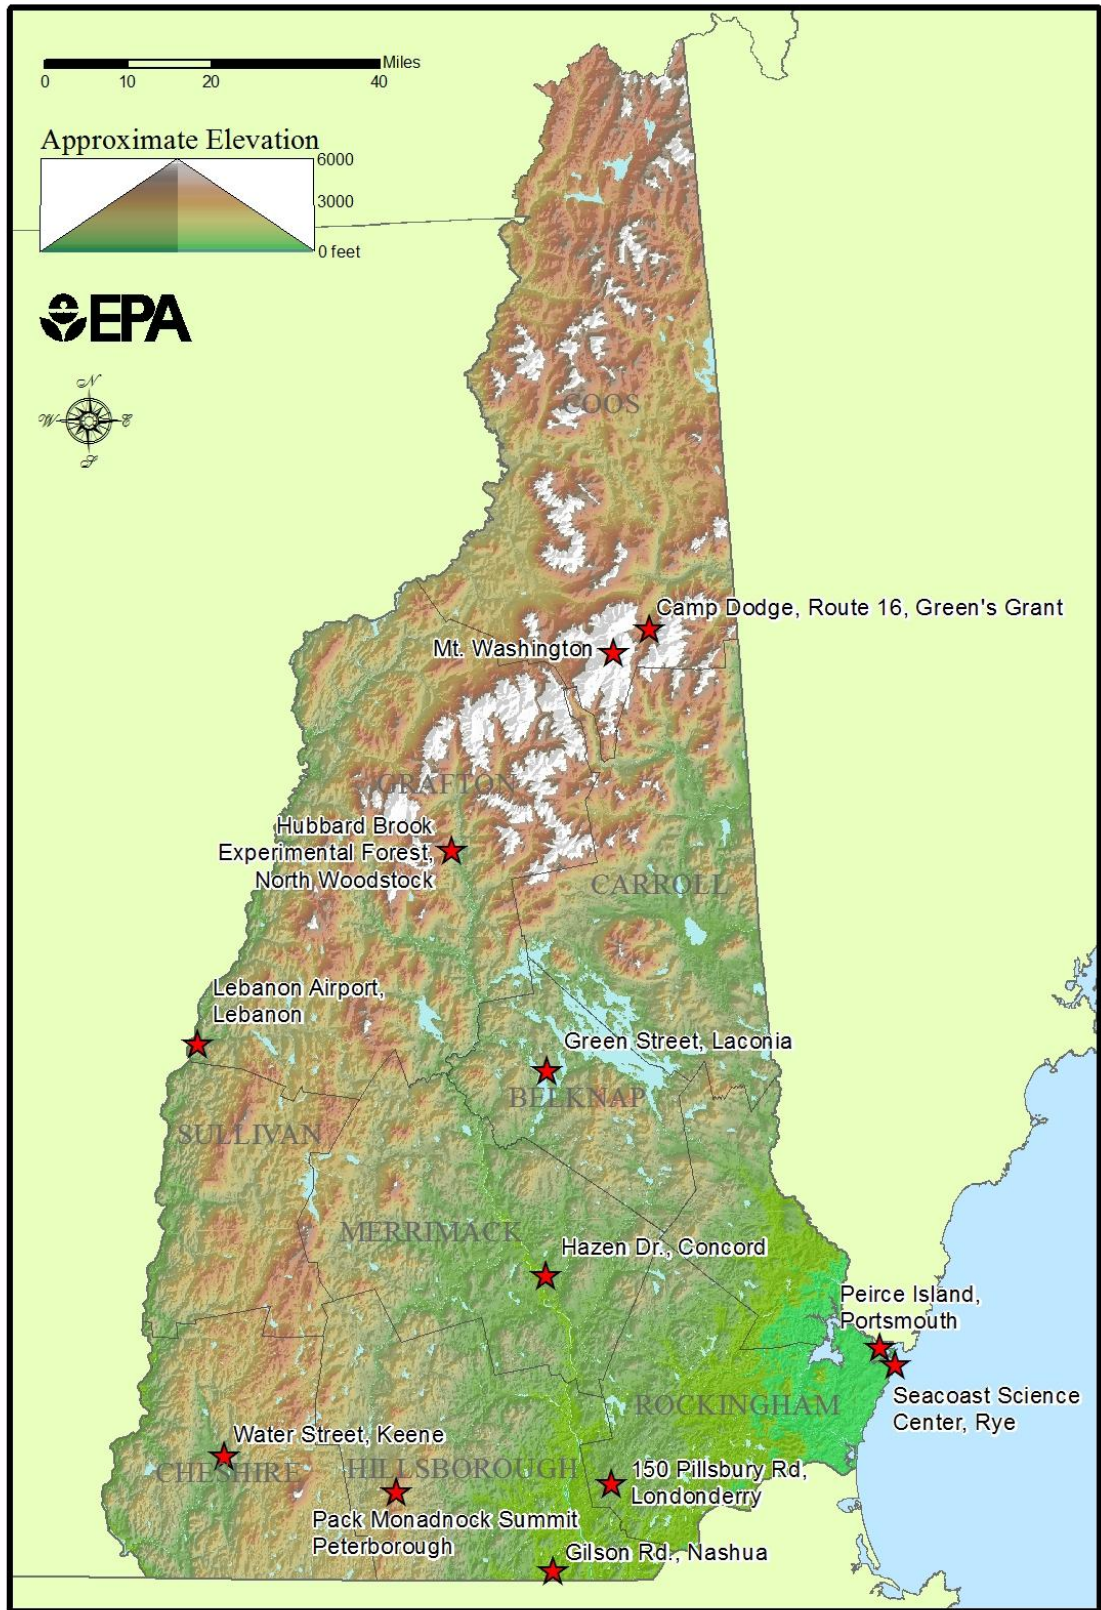 Miles
0 10 20 40
Approximate Elevation
6000
3000
0 feet
EPA
N
W E
S
COOS
Camp Dodge, Route 16, Green's Grant
Mt. Washington
GRAFTON
Hubbard Brook
Experimental Forest,
North Woodstock
CARROLL
Lebanon Airport,
Lebanon
Green Street, Laconia
BELKNAP
SULLIVAN
MERRIMACK
Hazen Dr., Concord
Peirce Island,
Portsmouth
Seacoast Science
Center, Rye
ROCKINGHAM
Water Street, Keene
CHESHIRE
HILLSBOROUGH
150 Pillsbury Rd,
Londonderry
Pack Monadnock Summit
Peterborough
Gilson Rd., Nashua